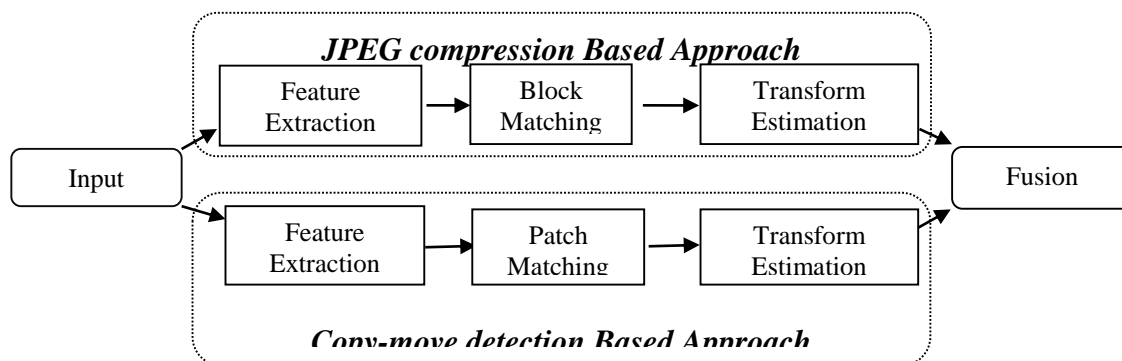 JPEG compression Based Approach
Feature
Extraction
Block
Matching
Transform
Estimation
Input
Fusion
Feature
Extraction
Patch
Matching
Transform
Estimation
Copy-move detection Based Approach